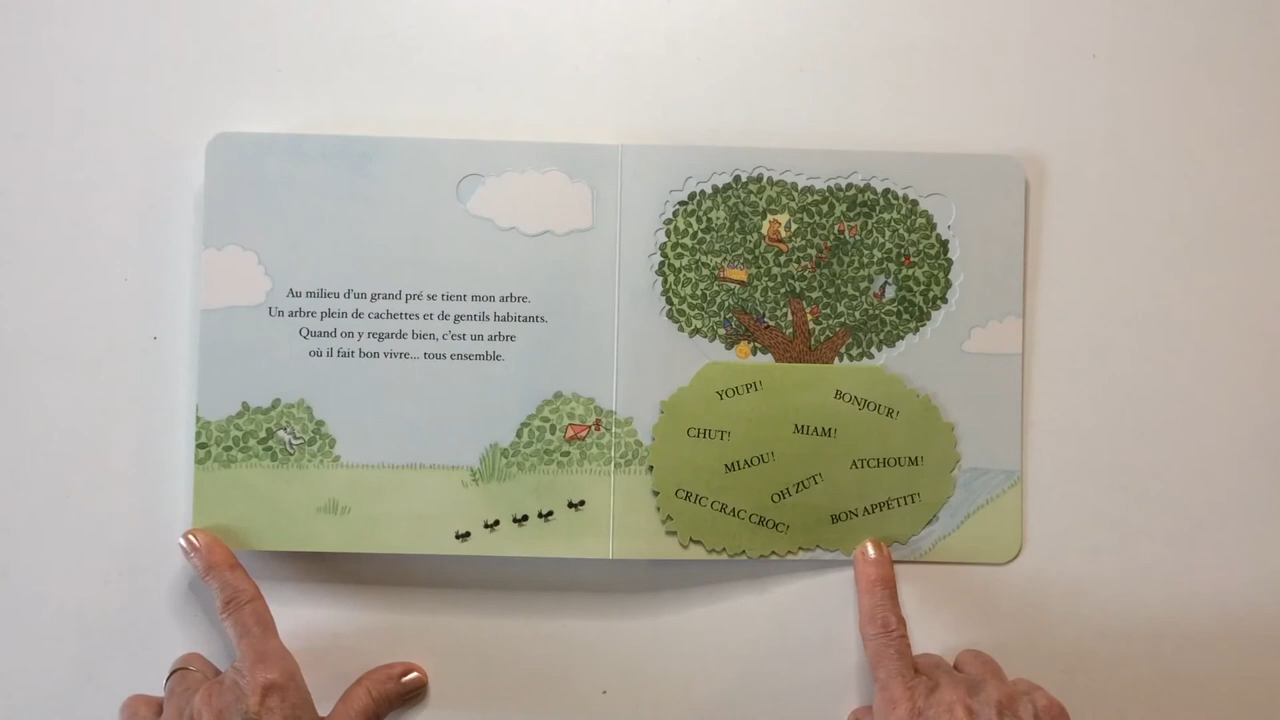 Au milieu d'un grand pré se tient mon arbre.
Un arbre plein de cachettes et de gentils habitants.
Quand on y regarde bien, c'est un arbre
où il fait bon vivre... tous ensemble.
YOUPI!
BONJOUR!
CHUT!
MIAM!
MIAOU!
ATCHOUM!
OH ZUT!
CRIC CRAC CROC!
BON APPÉTIT!